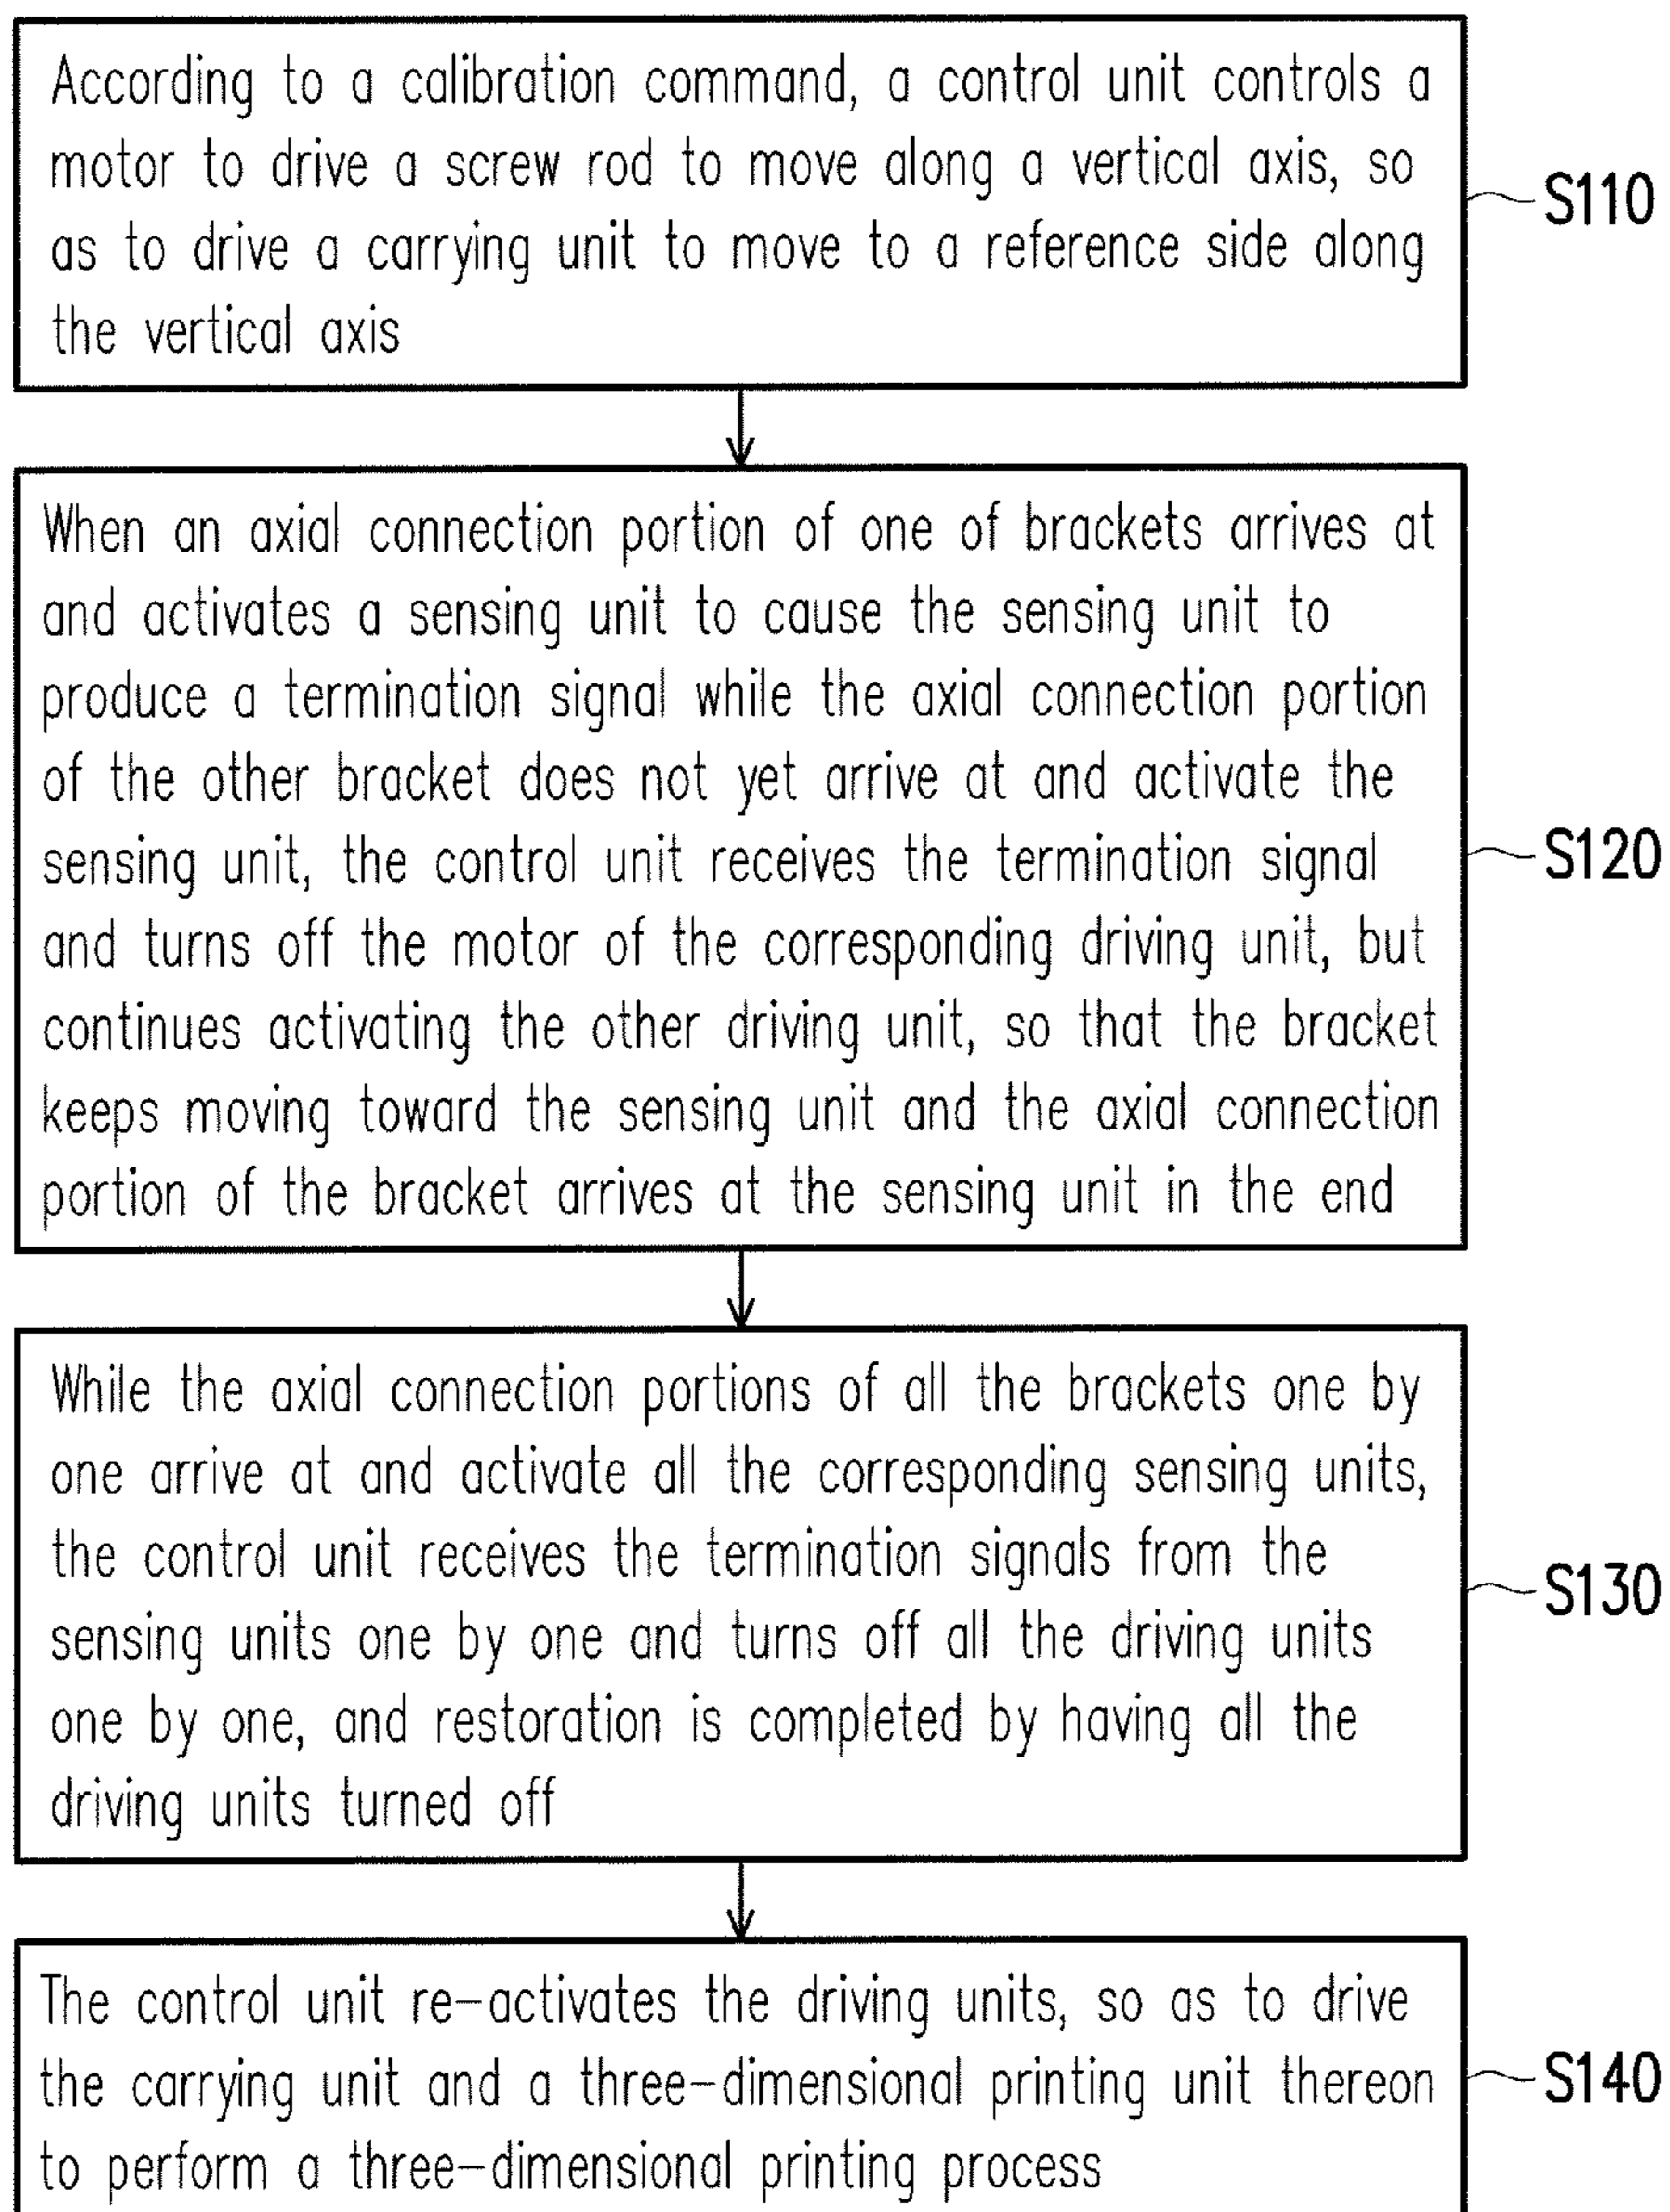 According to a calibration command, a control unit controls a
motor to drive a screw rod to move along a vertical axis, so
as to drive a carrying unit to move to a reference side along
the vertical axis
S110
When an axial connection portion of one of brackets arrives at
and activates a sensing unit to cause the sensing unit to
produce a termination signal while the axial connection portion
of the other bracket does not yet arrive at and activate the
sensing unit, the control unit receives the termination signal
and turns off the motor of the corresponding driving unit, but
continues activating the other driving unit, so that the bracket
keeps moving toward the sensing unit and the axial connection
portion of the bracket arrives at the sensing unit in the end
S120
While the axial connection portions of all the brackets one by
one arrive at and activate all the corresponding sensing units,
the control unit receives the termination signals from the
sensing units one by one and turns off all the driving units
one by one, and restoration is completed by having all the
driving units turned off
S130
The control unit re-activates the driving units, so as to drive
the carrying unit and a three-dimensional printing unit thereon
to perform a three-dimensional printing process
S140